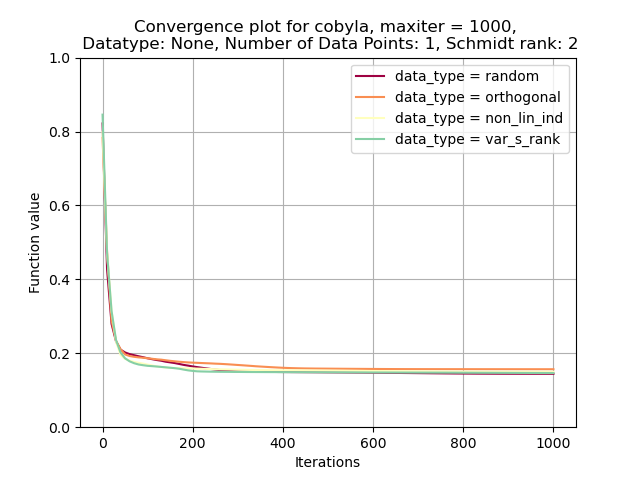 Convergence plot for cobyla, maxiter = 1000,
Datatype: None, Number of Data Points: 1, Schmidt rank: 2
1.0
0.8
0.6
0.4
0.2
0.0
Function value
data_type = random
data_type = orthogonal
data_type = non_lin_ind
data_type = var_s_rank
0 200 400 600 800 1000
Iterations